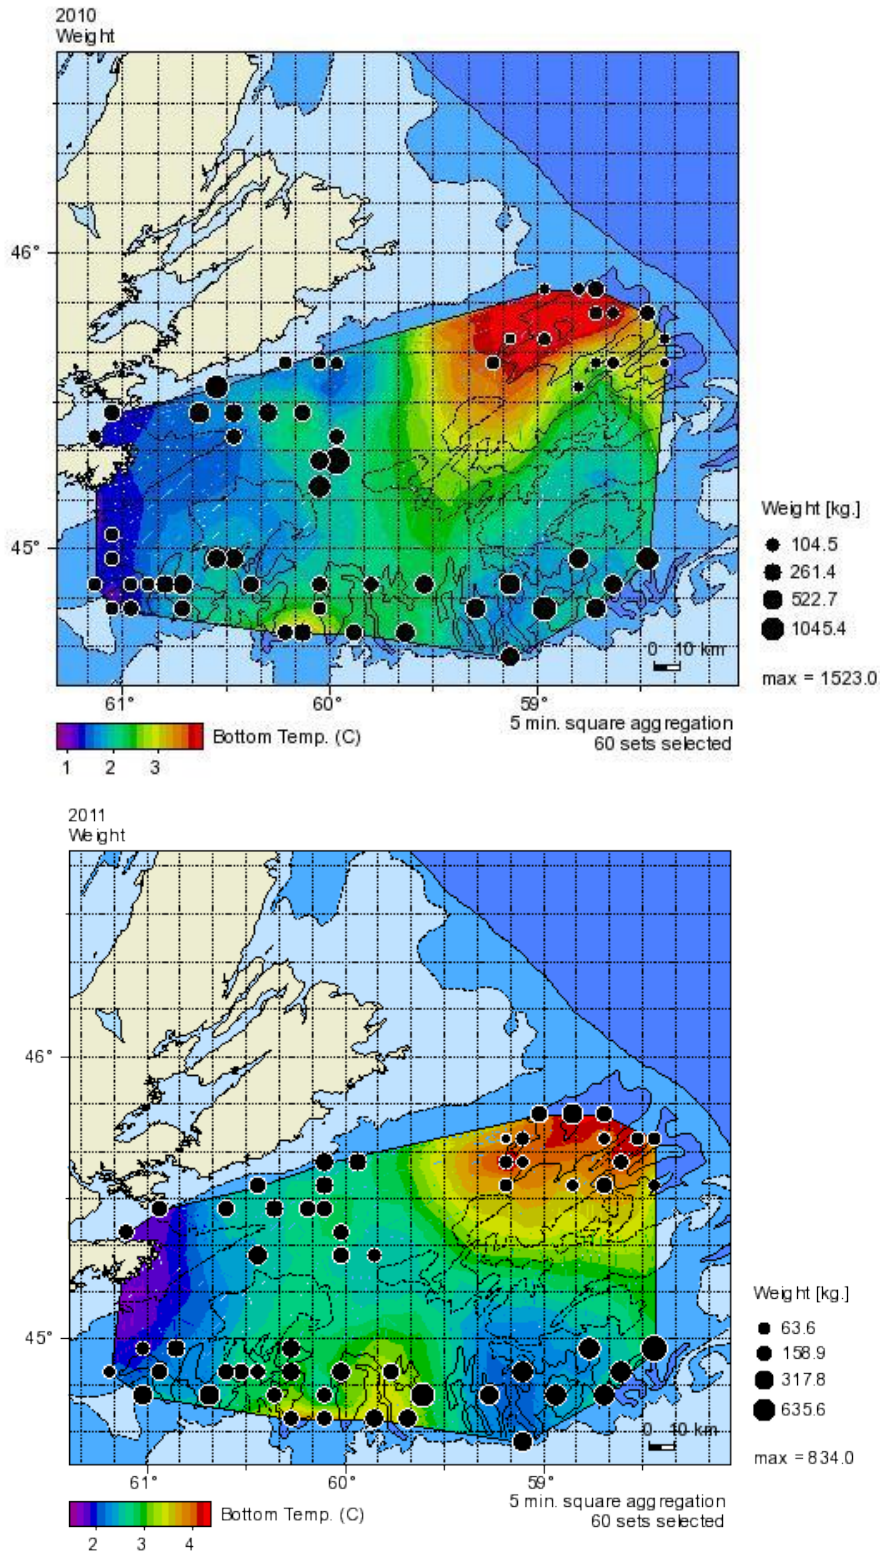 2010
Weight
46°
45°
Weight [kg.]
104.5
261.4
522.7
1045.4
0 10 km
max = 1523.0
61° 60° 59°
5 min. square aggregation
60 sets selected
Bottom Temp. (C)
1 2 3
2011
Weight
46°
45°
Weight [kg.]
63.6
158.9
317.8
635.6
0 10 km
max = 834.0
61° 60° 59°
5 min. square aggregation
60 sets selected
Bottom Temp. (C)
2 3 4